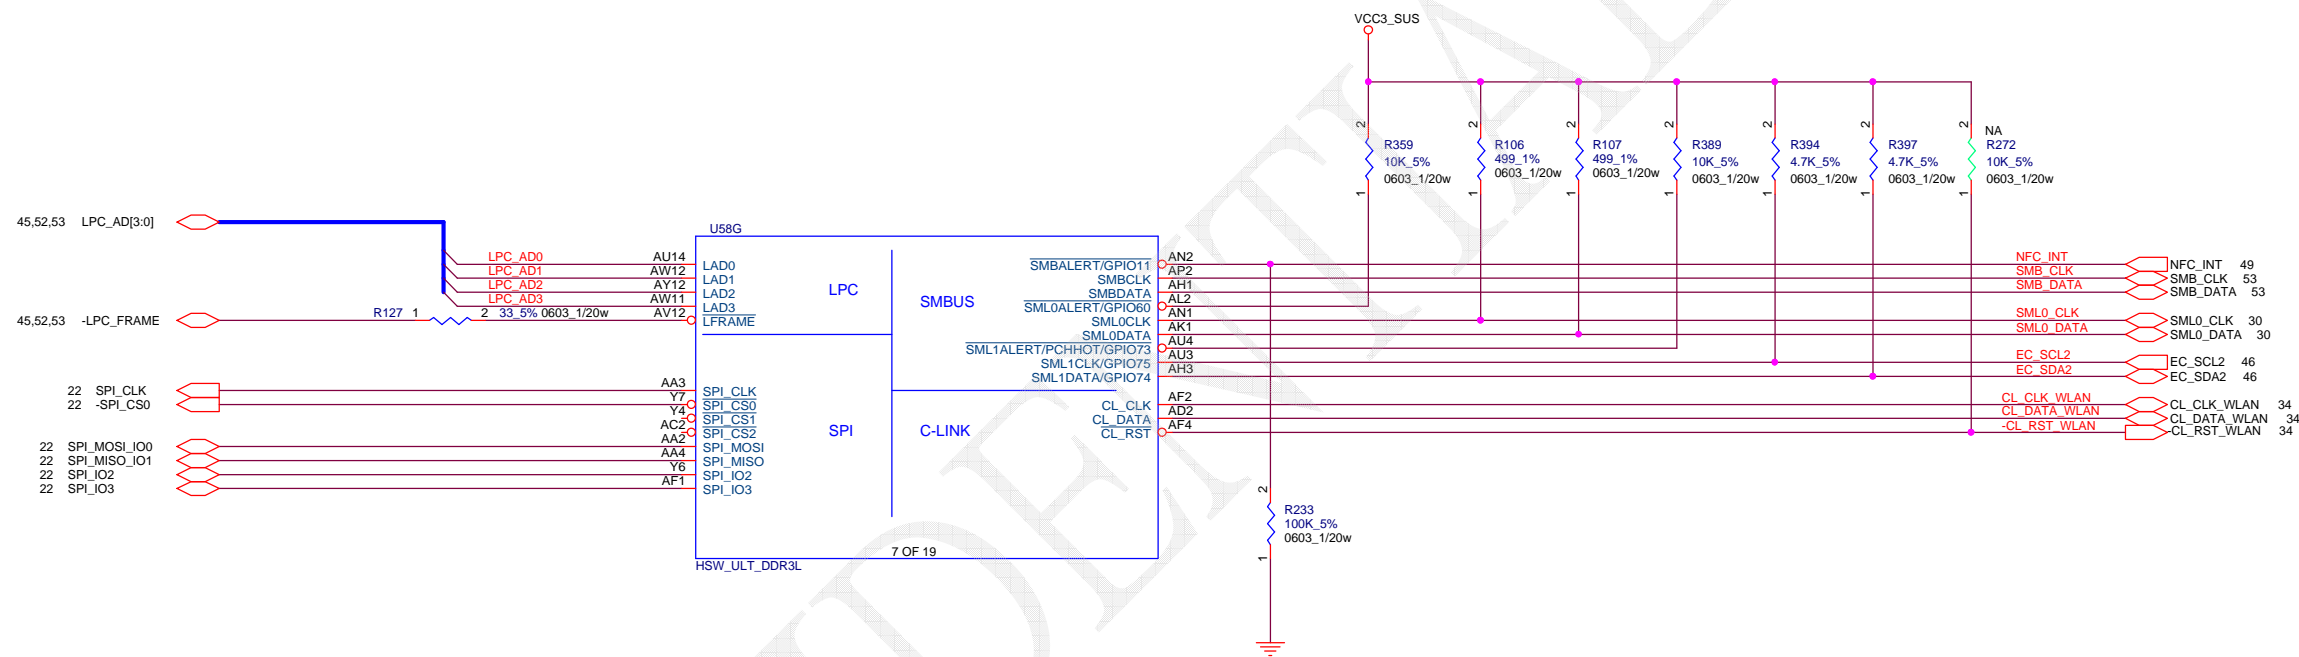 VCC3_SUS
2 2 2 2 2 2 2 NA
R359 R106 R107 R389 R394 R397 R272
10K_5% 499_1% 499_1% 10K_5% 4.7K_5% 4.7K_5% 10K_5%
0603_1/20w 0603_1/20w 0603_1/20w 0603_1/20w 0603_1/20w 0603_1/20w 0603_1/20w
1 1 1 1 1 1 1
45,52,53 LPC_AD[3:0]
U58G
LPC_AD0 AU14 LAD0
LPC_AD1 AW12 LAD1
LPC_AD2 AY12 LAD2
LPC_AD3 AW11 LAD3
45,52,53 -LPC_FRAME R127 1 2 33_5% 0603_1/20w AV12 LFRAME
LPC
SMBUS
SMBALERT/GPIO11 AN2 NFC_INT NFC_INT 49
SMBCLK AP2 SMB_CLK SMB_CLK 53
SMBDATA AH1 SMB_DATA SMB_DATA 53
SML0ALERT/GPIO60 AL2
SML0CLK AN1 SML0_CLK SML0_CLK 30
SML0DATA AK1 SML0_DATA SML0_DATA 30
SML1ALERT/PCHHOT/GPIO73 AU4
SML1CLK/GPIO75 AU3 EC_SCL2 EC_SCL2 46
SML1DATA/GPIO74 AH3 EC_SDA2 EC_SDA2 46
22 SPI_CLK AA3 SPI_CLK
22 -SPI_CS0 Y7 SPI_CS0
Y4 SPI_CS1
AC2 SPI_CS2
22 SPI_MOSI_IO0 AA2 SPI_MOSI
22 SPI_MISO_IO1 AA4 SPI_MISO
22 SPI_IO2 Y6 SPI_IO2
22 SPI_IO3 AF1 SPI_IO3
SPI
C-LINK
CL_CLK AF2 CL_CLK_WLAN CL_CLK_WLAN 34
CL_DATA AD2 CL_DATA_WLAN CL_DATA_WLAN 34
CL_RST AF4 -CL_RST_WLAN -CL_RST_WLAN 34
2
R233
100K_5%
0603_1/20w
1
7 OF 19
HSW_ULT_DDR3L